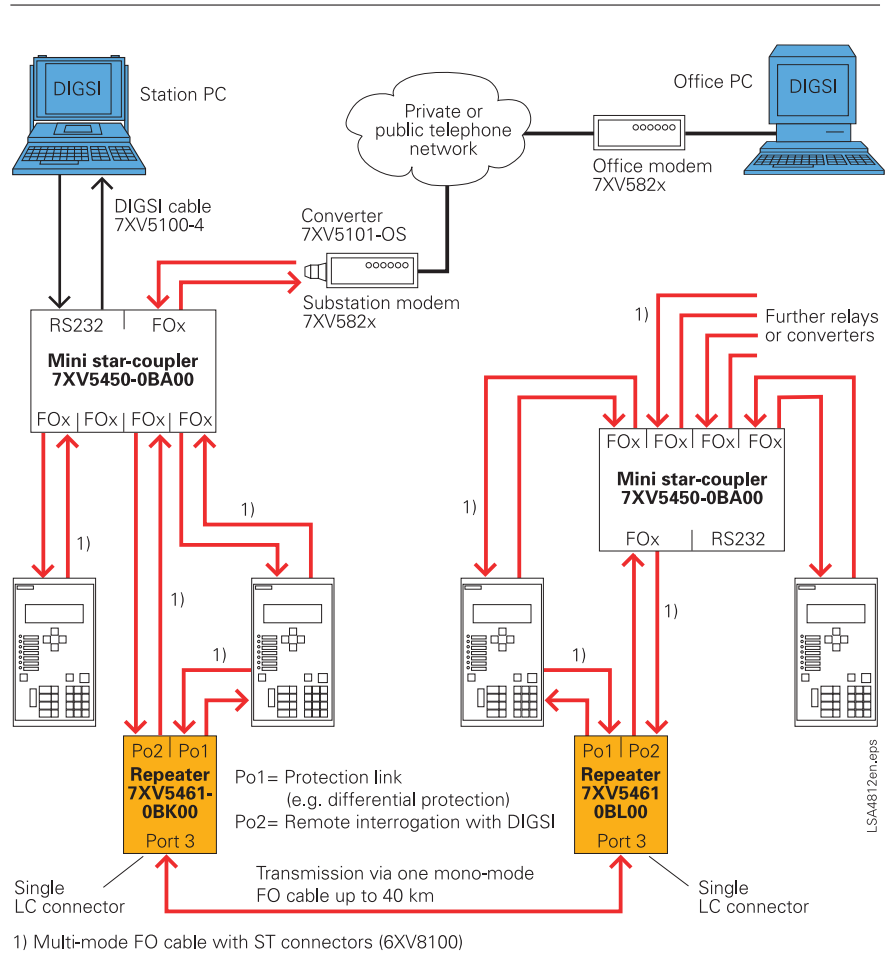 DIGSI
Station PC
Office PC
DIGSI
Private or
public telephone
network
Office modem
7XV582x
DIGSI cable
7XV5100-4
Converter
7XV5101-OS
Substation modem
7XV582x
RS232 FOx
Mini star-coupler
7XV5450-0BA00
FOx FOx FOx FOx
1)
Further relays
or converters
FOx FOx FOx FOx
Mini star-coupler
7XV5450-0BA00
FOx RS232
1)
1)
1)
1)
1)
1)
1)
Po2 Po1
Repeater
7XV5461-
0BK00
Port 3
Po1= Protection link
(e.g. differential protection)
Po2= Remote interrogation with DIGSI
Po1 Po2
Repeater
7XV5461
0BL00
Port 3
LSA4812en.eps
Single
LC connector
Transmission via one mono-mode
FO cable up to 40 km
Single
LC connector
1) Multi-mode FO cable with ST connectors (6XV8100)